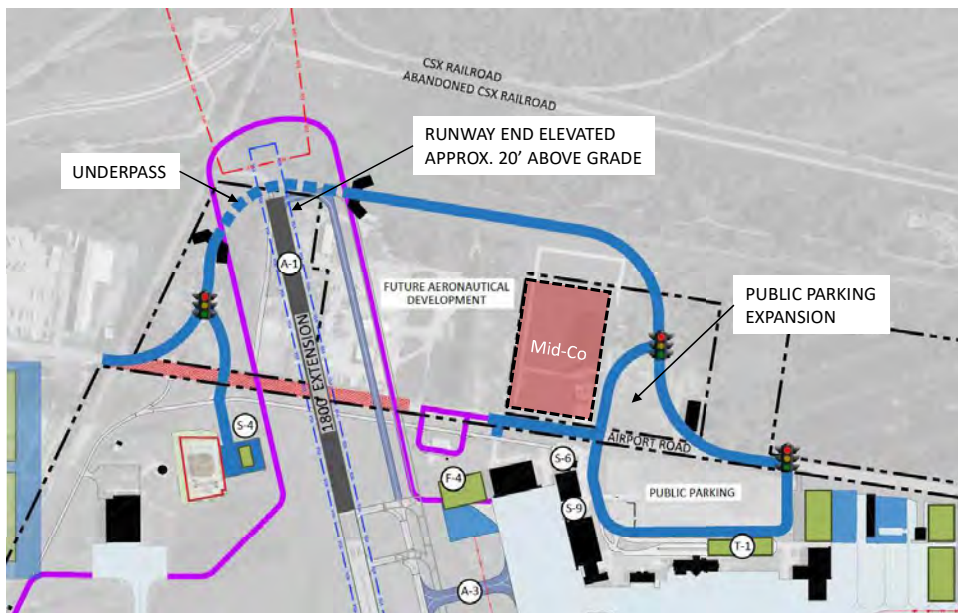 CSX RAILROAD
ABANDONED CSX RAILROAD
RUNWAY END ELEVATED
APPROX. 20' ABOVE GRADE
UNDERPASS
A-1
FUTURE AERONAUTICAL
DEVELOPMENT
PUBLIC PARKING
EXPANSION
Mid-Co
1800' EXTENSION
S-4
AIRPORT ROAD
S-6
F-4
PUBLIC PARKING
S-9
T-1
A-3